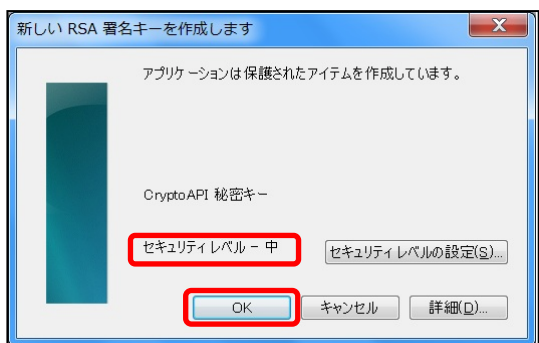 新しい RSA 署名キーを作成します
アプリケーションは保護されたアイテムを作成しています。
CryptoAPI 秘密キー
セキュリティ レベル - 中
セキュリティ レベルの設定(S)...
OK
キャンセル
詳細(D)...